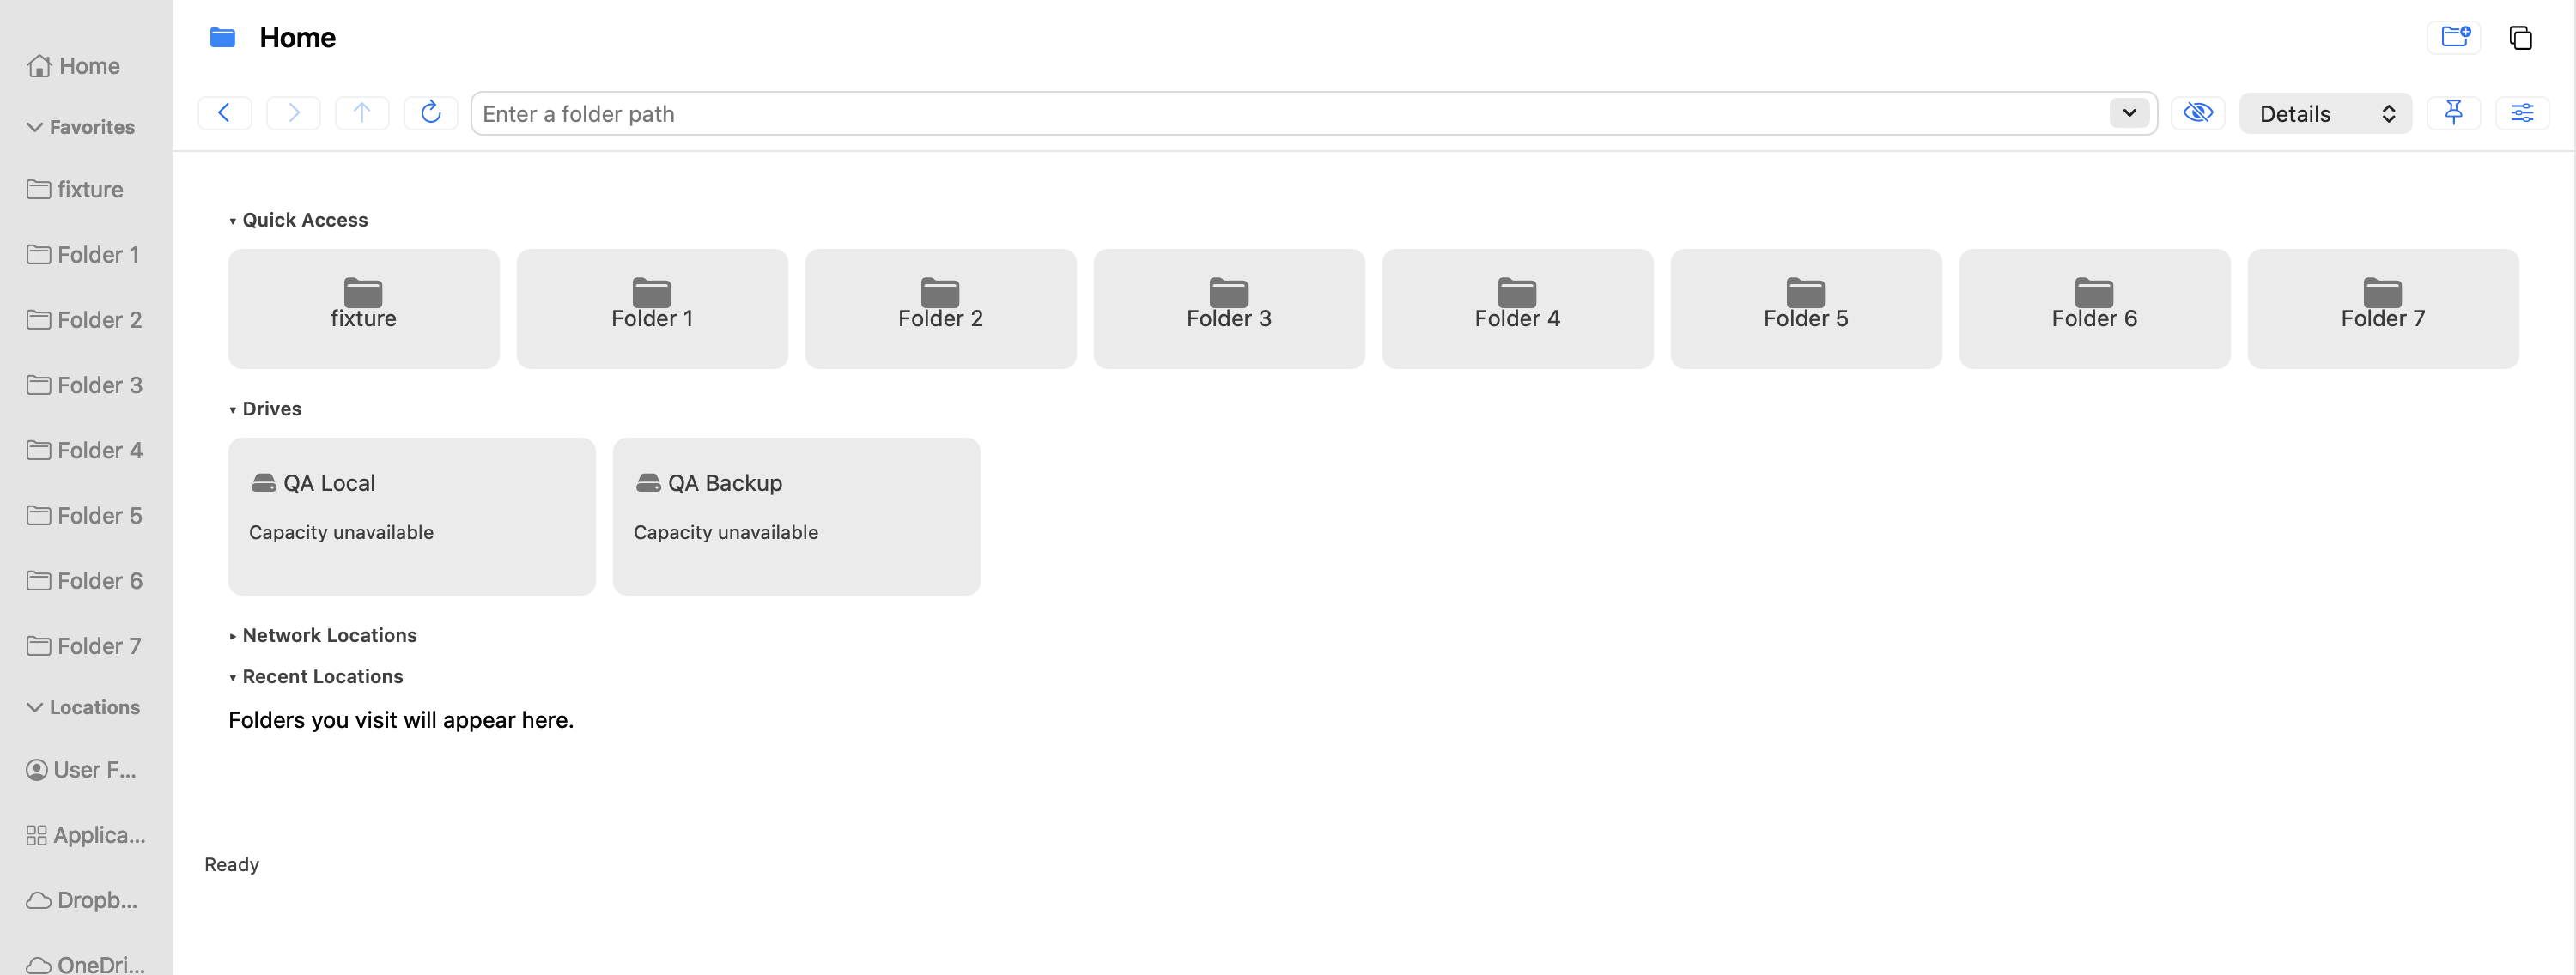 Home
Favorites
fixture
Folder 1
Folder 2
Folder 3
Folder 4
Folder 5
Folder 6
Folder 7
Locations
User F...
Applica...
Dropb...
OneDri...
Home
Enter a folder path
Details
Quick Access
fixture
Folder 1
Folder 2
Folder 3
Folder 4
Folder 5
Folder 6
Folder 7
Drives
QA Local
Capacity unavailable
QA Backup
Capacity unavailable
Network Locations
Recent Locations
Folders you visit will appear here.
Ready